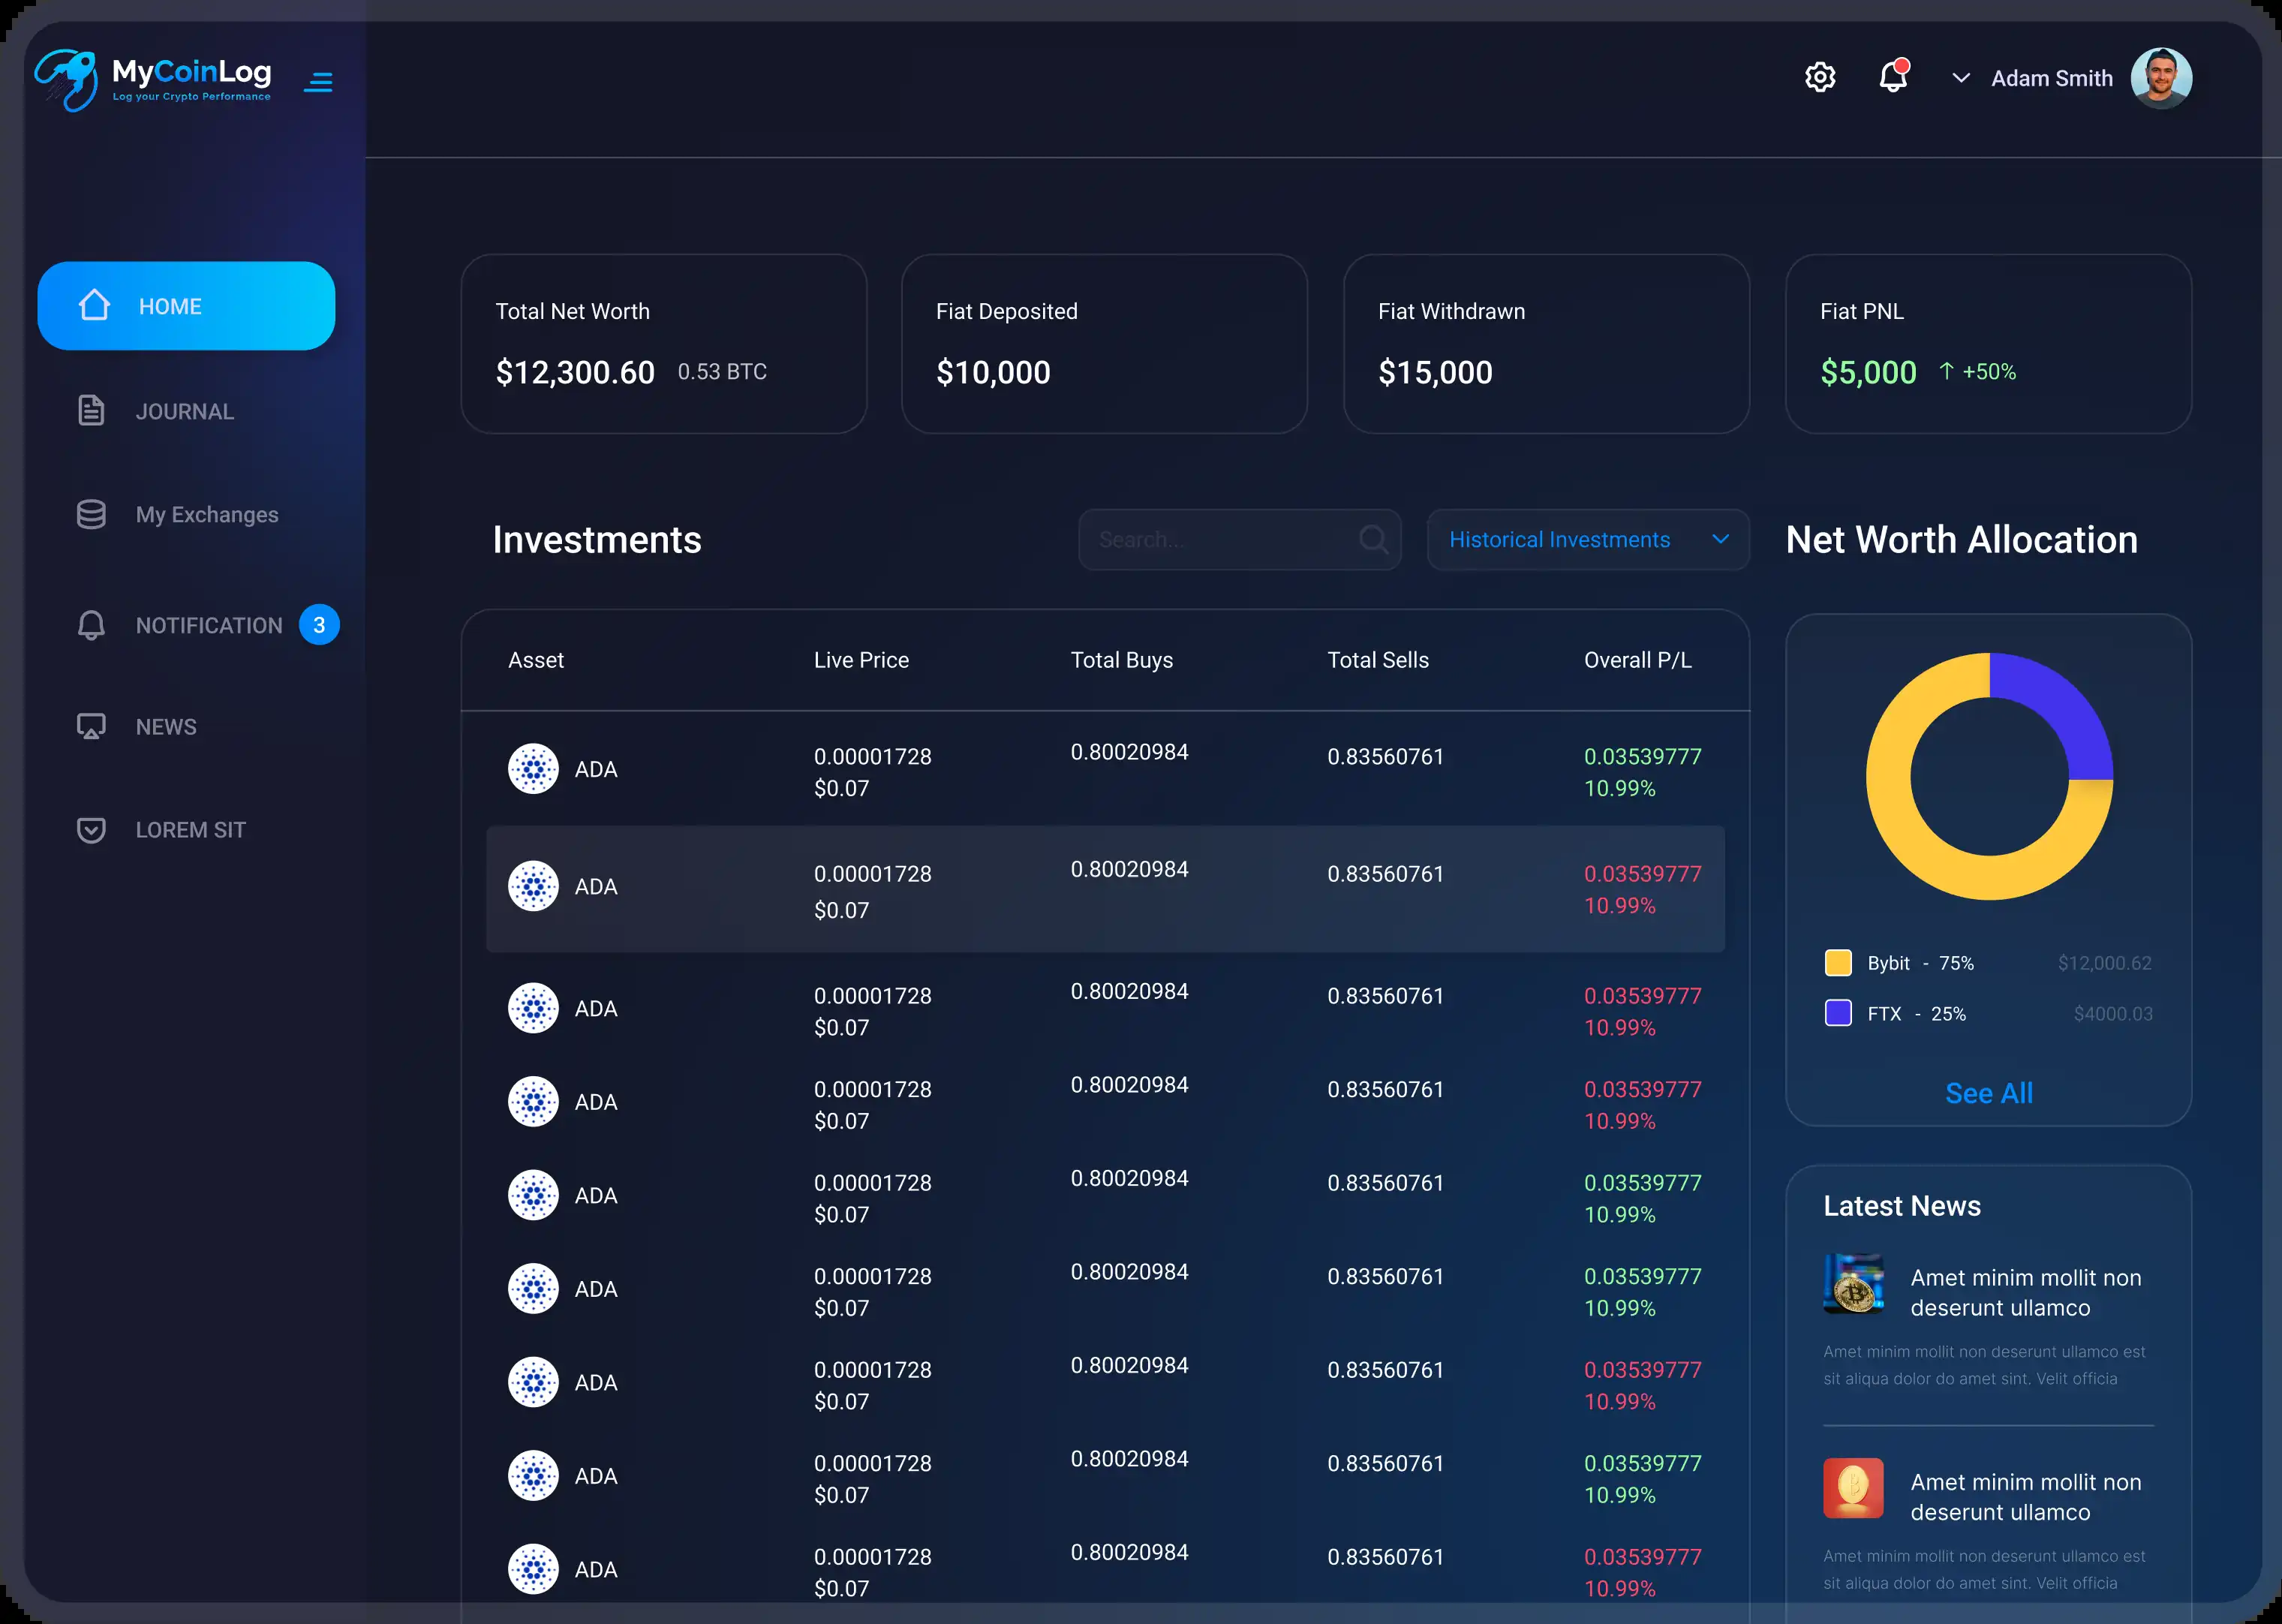 MyCoinLog
Log your Crypto Performance
Adam Smith
HOME
JOURNAL
My Exchanges
NOTIFICATION 3
NEWS
LOREM SIT
Total Net Worth
$12,300.60 0.53 BTC
Fiat Deposited
$10,000
Fiat Withdrawn
$15,000
Fiat PNL
$5,000 ↑ +50%
Investments
Search...
Historical Investments
Asset Live Price Total Buys Total Sells Overall P/L
ADA 0.00001728 0.80020984 0.83560761 0.03539777
$0.07 10.99%
ADA 0.00001728 0.80020984 0.83560761 0.03539777
$0.07 10.99%
ADA 0.00001728 0.80020984 0.83560761 0.03539777
$0.07 10.99%
ADA 0.00001728 0.80020984 0.83560761 0.03539777
$0.07 10.99%
ADA 0.00001728 0.80020984 0.83560761 0.03539777
$0.07 10.99%
ADA 0.00001728 0.80020984 0.83560761 0.03539777
$0.07 10.99%
ADA 0.00001728 0.80020984 0.83560761 0.03539777
$0.07 10.99%
ADA 0.00001728 0.80020984 0.83560761 0.03539777
$0.07 10.99%
ADA 0.00001728 0.80020984 0.83560761 0.03539777
$0.07 10.99%
Net Worth Allocation
Bybit - 75% $12,000.62
FTX - 25% $4000.03
See All
Latest News
Amet minim mollit non
deserunt ullamco
Amet minim mollit non deserunt ullamco est
sit aliqua dolor do amet sint. Velit officia
Amet minim mollit non
deserunt ullamco
Amet minim mollit non deserunt ullamco est
sit aliqua dolor do amet sint. Velit officia